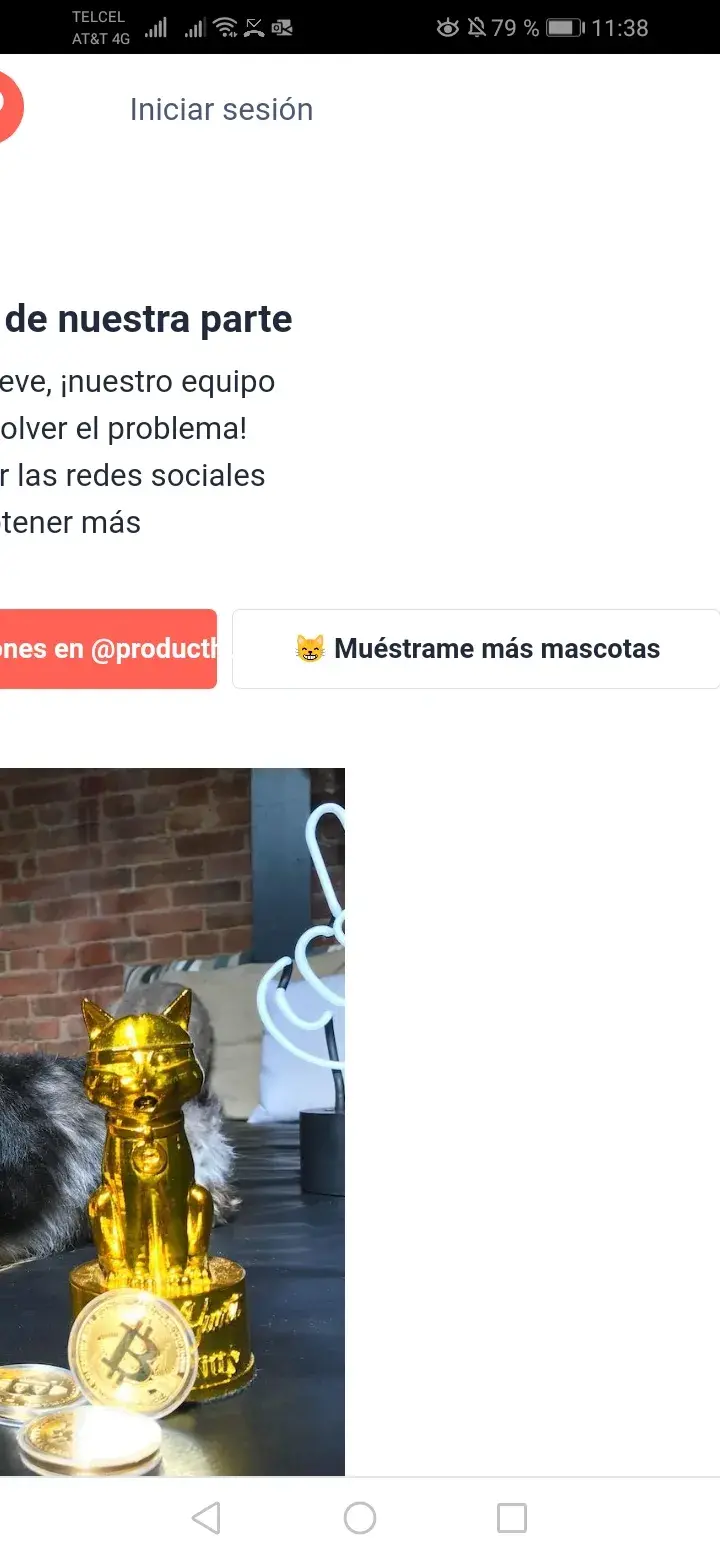 TELCEL
AT&T 4G
79 % 11:38
Iniciar sesión
de nuestra parte
eve, ¡nuestro equipo
olver el problema!
r las redes sociales
tener más
nes en @producth
Muéstrame más mascotas